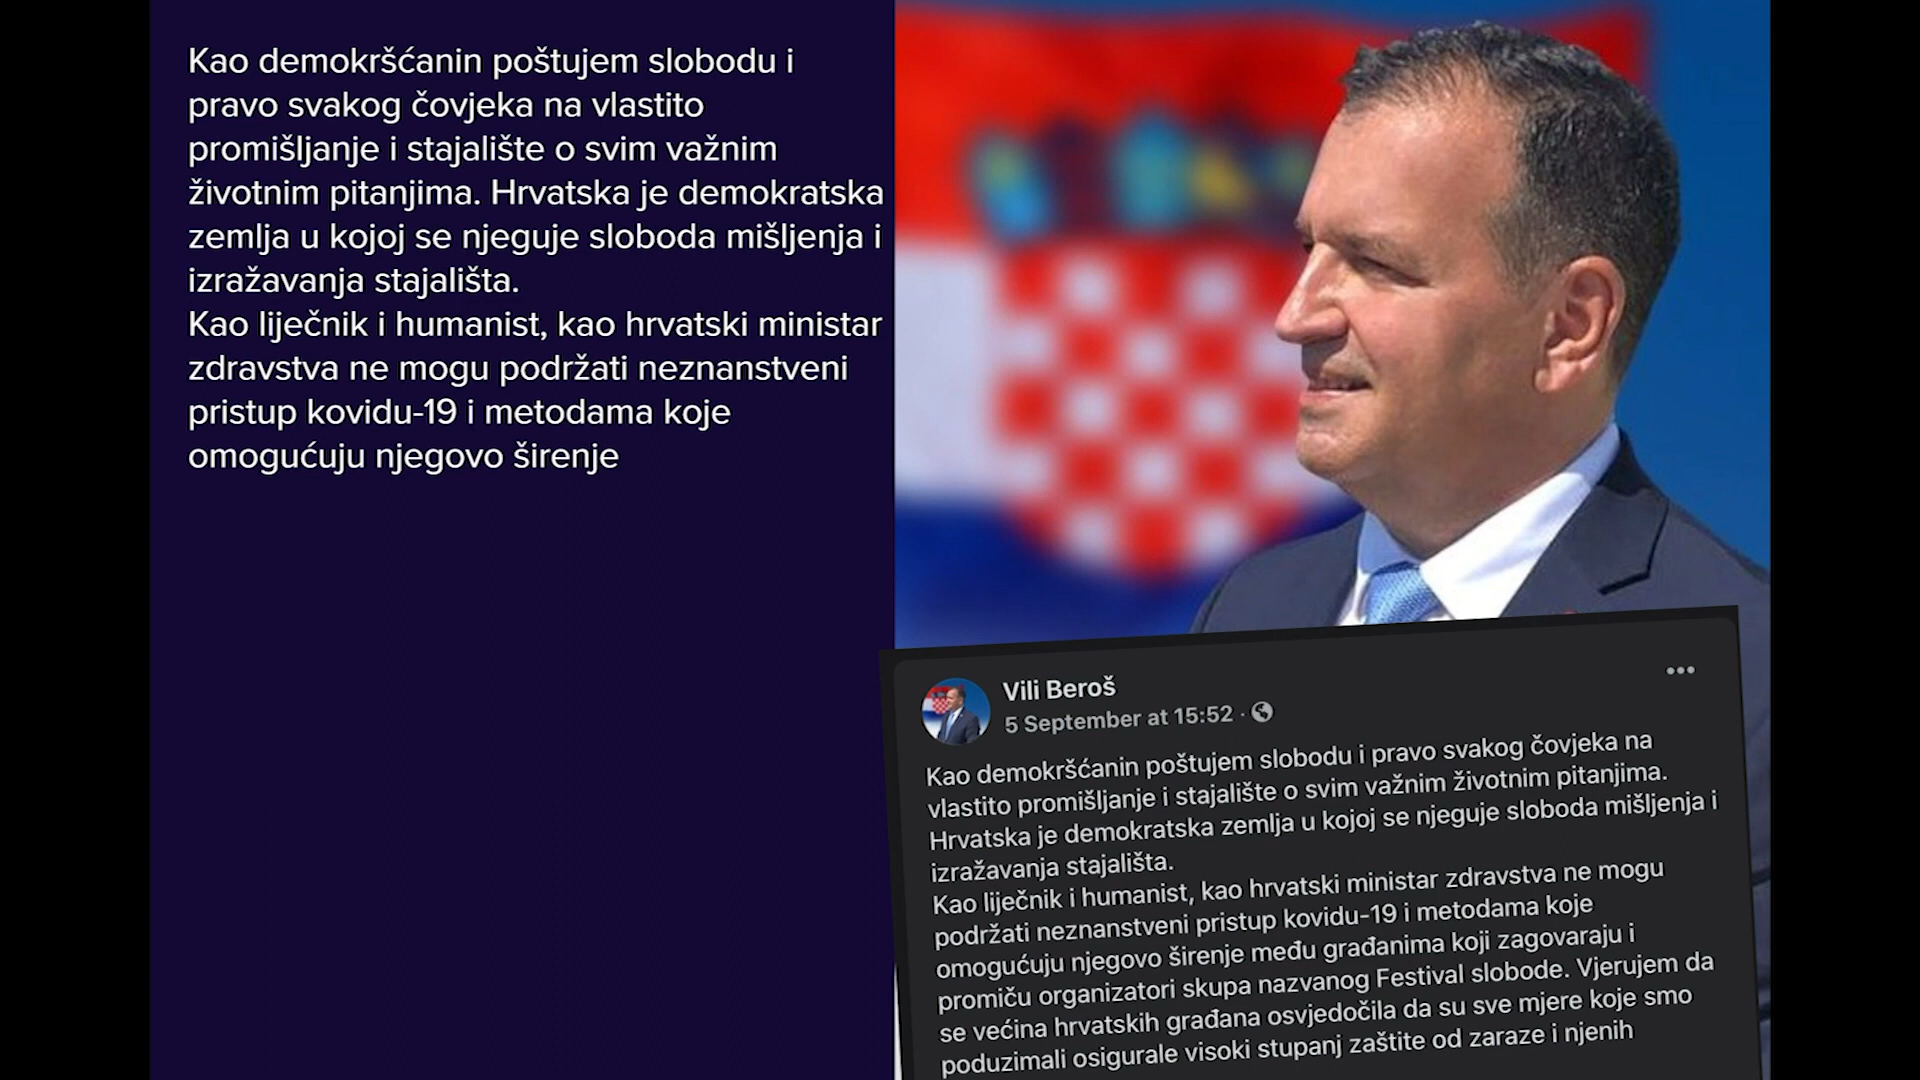 Kao demokršćanin poštujem slobodu i
pravo svakog čovjeka na vlastito
promišljanje i stajalište o svim važnim
životnim pitanjima. Hrvatska je demokratska
zemlja u kojoj se njeguje sloboda mišljenja i
izražavanja stajališta.
Kao liječnik i humanist, kao hrvatski ministar
zdravstva ne mogu podržati neznanstveni
pristup kovidu-19 i metodama koje
omogućuju njegovo širenje
Vili Beroš
5 September at 15:52 ·
Kao demokršćanin poštujem slobodu i pravo svakog čovjeka na
vlastito promišljanje i stajalište o svim važnim životnim pitanjima.
Hrvatska je demokratska zemlja u kojoj se njeguje sloboda mišljenja i
izražavanja stajališta.
Kao liječnik i humanist, kao hrvatski ministar zdravstva ne mogu
podržati neznanstveni pristup kovidu-19 i metodama koje
omogućuju njegovo širenje među građanima koji zagovaraju i
promiču organizatori skupa nazvanog Festival slobode. Vjerujem da
se većina hrvatskih građana osvjedočila da su sve mjere koje smo
poduzimali osigurale visoki stupanj zaštite od zaraze i njenih